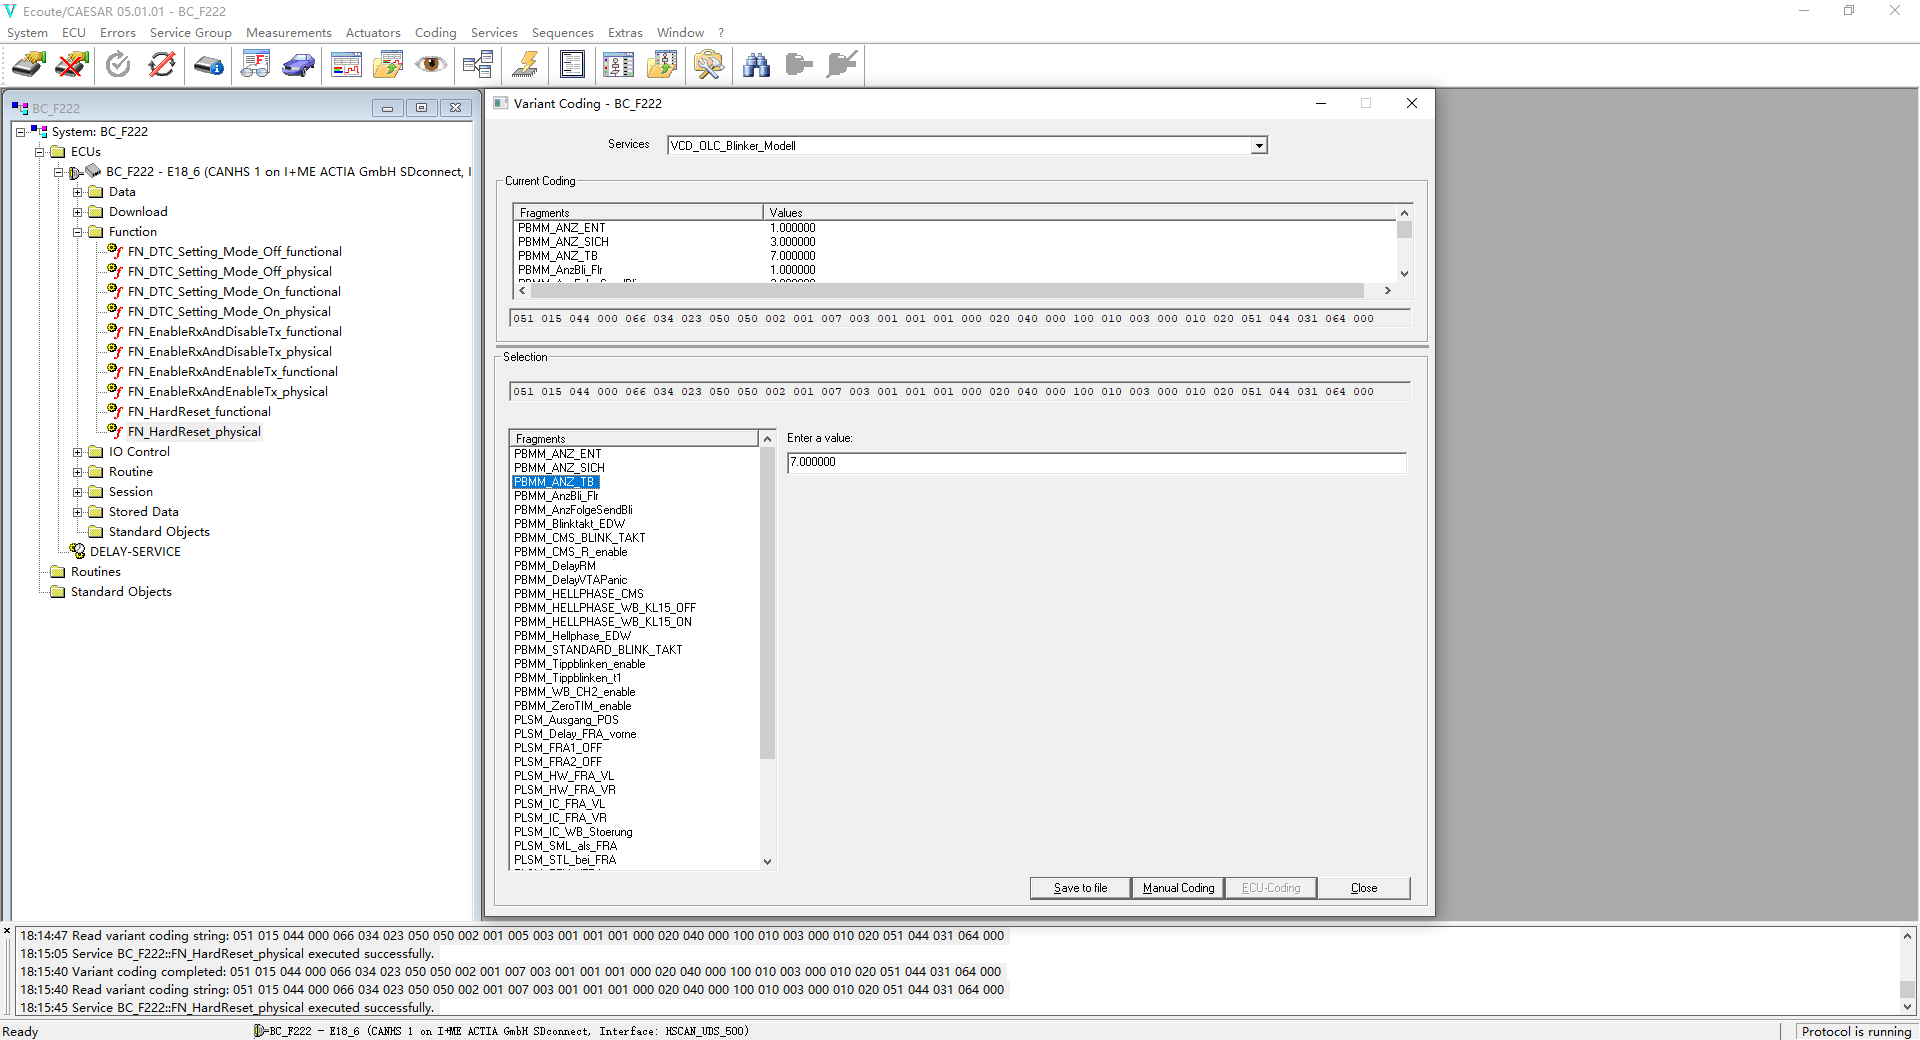 Ecoute/CAESAR 05.01.01 - BC_F222
System ECU Errors Service Group Measurements Actuators Coding Services Sequences Extras Window ?
BC_F222
System: BC_F222
ECUs
BC_F222 - E18_6 (CANHS 1 on I+ME ACTIA GmbH SDconnect, I
Data
Download
Function
FN_DTC_Setting_Mode_Off_functional
FN_DTC_Setting_Mode_Off_physical
FN_DTC_Setting_Mode_On_functional
FN_DTC_Setting_Mode_On_physical
FN_EnableRxAndDisableTx_functional
FN_EnableRxAndDisableTx_physical
FN_EnableRxAndEnableTx_functional
FN_EnableRxAndEnableTx_physical
FN_HardReset_functional
FN_HardReset_physical
IO Control
Routine
Session
Stored Data
Standard Objects
DELAY-SERVICE
Routines
Standard Objects
Variant Coding - BC_F222
Services VCD_OLC_Blinker_Modell
Current Coding
Fragments Values
PBMM_ANZ_ENT 1.000000
PBMM_ANZ_SICH 3.000000
PBMM_ANZ_TB 7.000000
PBMM_AnzBli_Flr 1.000000
051 015 044 000 066 034 023 050 050 002 001 007 003 001 001 001 000 020 040 000 100 010 003 000 010 020 051 044 031 064 000
Selection
051 015 044 000 066 034 023 050 050 002 001 007 003 001 001 001 000 020 040 000 100 010 003 000 010 020 051 044 031 064 000
Fragments
PBMM_ANZ_ENT
PBMM_ANZ_SICH
PBMM_ANZ_TB
PBMM_AnzBli_Flr
PBMM_AnzFolgeSendBli
PBMM_Blinktakt_EDW
PBMM_CMS_BLINK_TAKT
PBMM_CMS_R_enable
PBMM_DelayRM
PBMM_DelayVTAPanic
PBMM_HELLPHASE_CMS
PBMM_HELLPHASE_WB_KL15_OFF
PBMM_HELLPHASE_WB_KL15_ON
PBMM_Hellphase_EDW
PBMM_STANDARD_BLINK_TAKT
PBMM_Tippblinken_enable
PBMM_Tippblinken_t1
PBMM_WB_CH2_enable
PBMM_ZeroTIM_enable
PLSM_Ausgang_POS
PLSM_Delay_FRA_vorne
PLSM_FRA1_OFF
PLSM_FRA2_OFF
PLSM_HW_FRA_VL
PLSM_HW_FRA_VR
PLSM_IC_FRA_VL
PLSM_IC_FRA_VR
PLSM_IC_WB_Stoerung
PLSM_SML_als_FRA
PLSM_STL_bei_FRA
Enter a value:
7.000000
Save to file Manual Coding ECU-Coding Close
18:14:47 Read variant coding string: 051 015 044 000 066 034 023 050 050 002 001 005 003 001 001 001 000 020 040 000 100 010 003 000 010 020 051 044 031 064 000
18:15:05 Service BC_F222::FN_HardReset_physical executed successfully.
18:15:40 Variant coding completed: 051 015 044 000 066 034 023 050 050 002 001 007 003 001 001 001 000 020 040 000 100 010 003 000 010 020 051 044 031 064 000
18:15:40 Read variant coding string: 051 015 044 000 066 034 023 050 050 002 001 007 003 001 001 001 000 020 040 000 100 010 003 000 010 020 051 044 031 064 000
18:15:45 Service BC_F222::FN_HardReset_physical executed successfully.
Ready BC_F222 - E18_6 (CANHS 1 on I+ME ACTIA GmbH SDconnect, Interface: HSCAN_UDS_500) Protocol is running